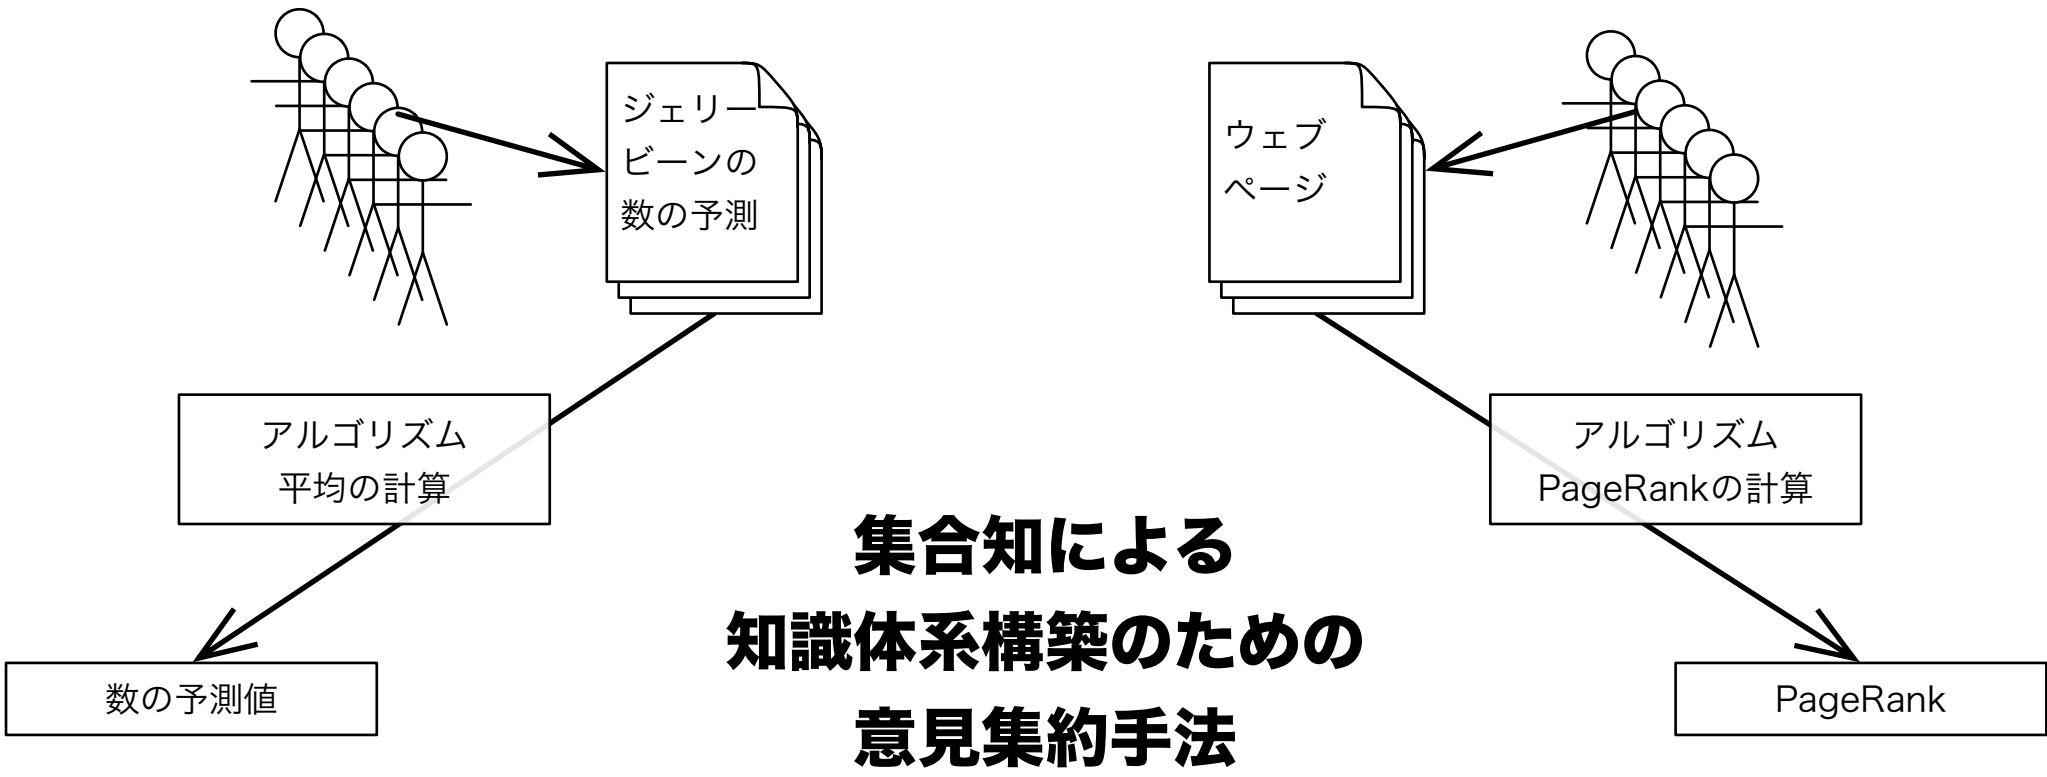 ジェリー
ビーンの
数の予測
ウェブ
ページ
アルゴリズム
平均の計算
アルゴリズム
PageRankの計算
数の予測値
PageRank
集合知による
知識体系構築のための
意見集約手法